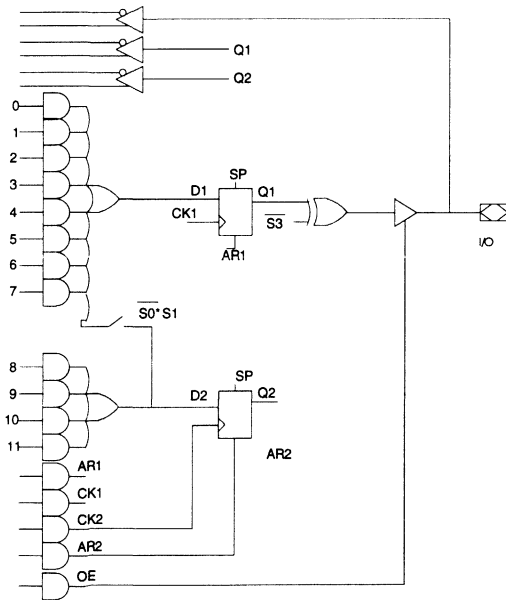 Q1
Q2
0
1
2
3
4
5
6
7
D1
SP
Q1
CK1
AR1
S3
I/O
S0* S1
8
9
10
11
D2
SP
Q2
AR2
AR1
CK1
CK2
AR2
OE